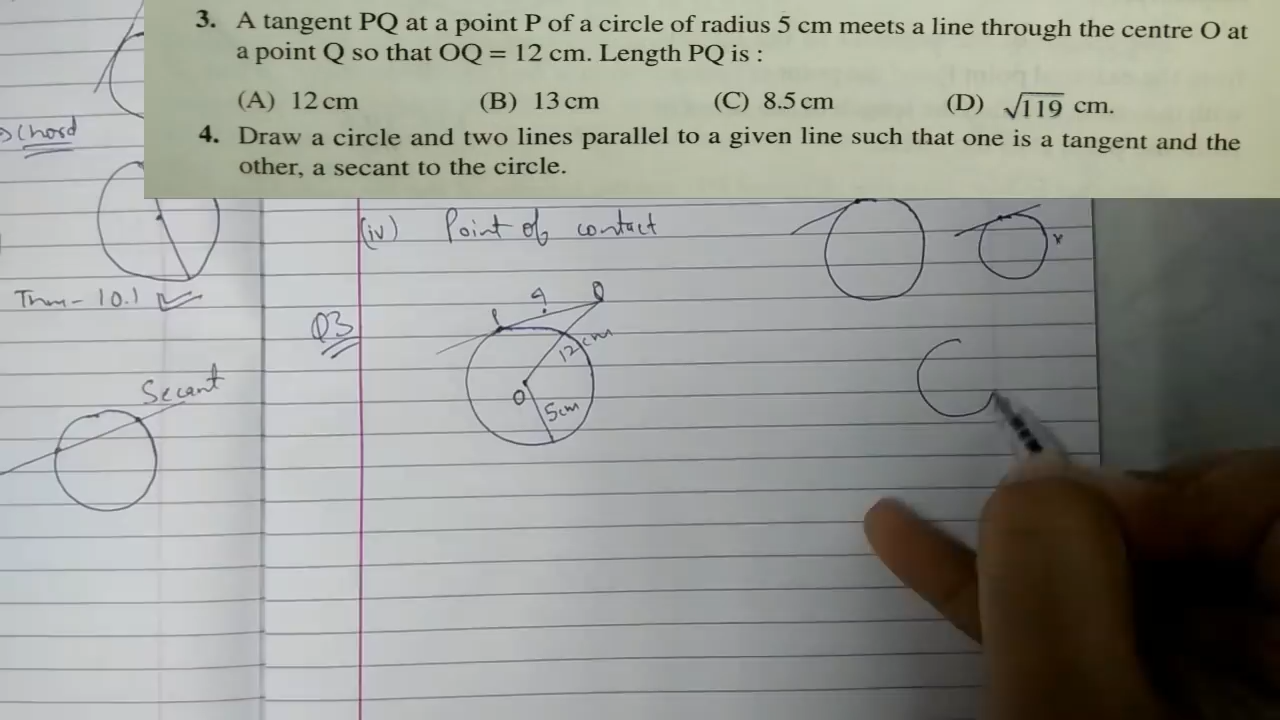 3. A tangent PQ at a point P of a circle of radius 5 cm meets a line through the centre O at
a point Q so that OQ = 12 cm. Length PQ is :
(A) 12 cm (B) 13 cm (C) 8.5 cm (D) √119 cm.
4. Draw a circle and two lines parallel to a given line such that one is a tangent and the
other, a secant to the circle.
Chord
(iv) Point of contact
Thm - 10.1
Q3
P
Q
12 cm
O
5cm
Secant